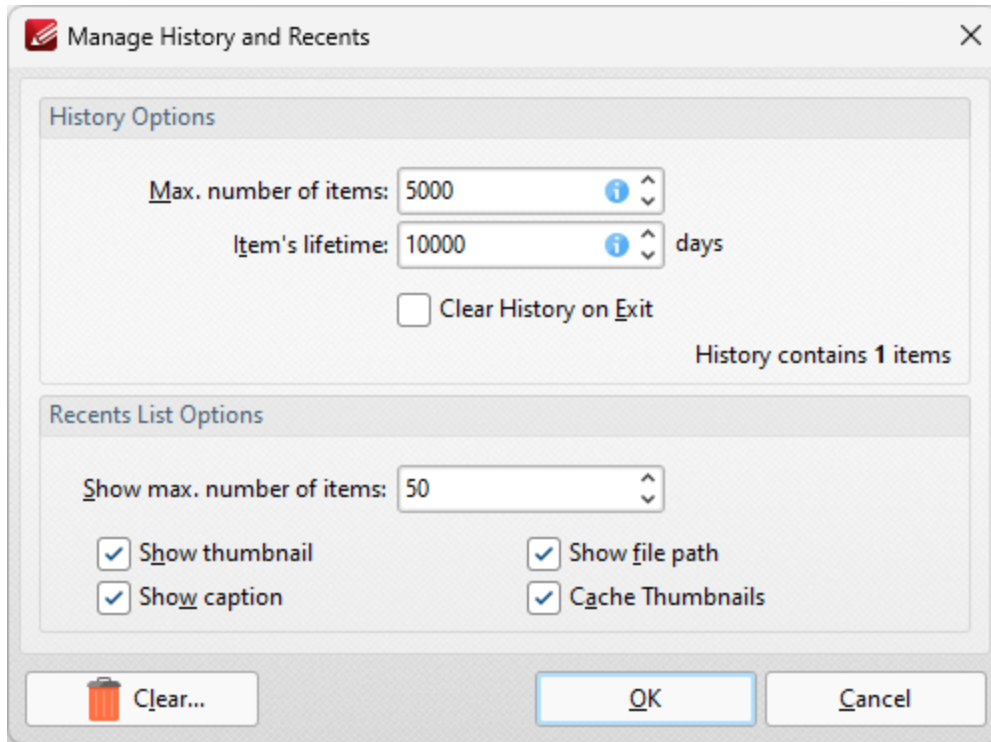 Manage History and Recents
History Options
Max. number of items: 5000
Item's lifetime: 10000 days
Clear History on Exit
History contains 1 items
Recents List Options
Show max. number of items: 50
Show thumbnail Show file path
Show caption Cache Thumbnails
Clear... OK Cancel